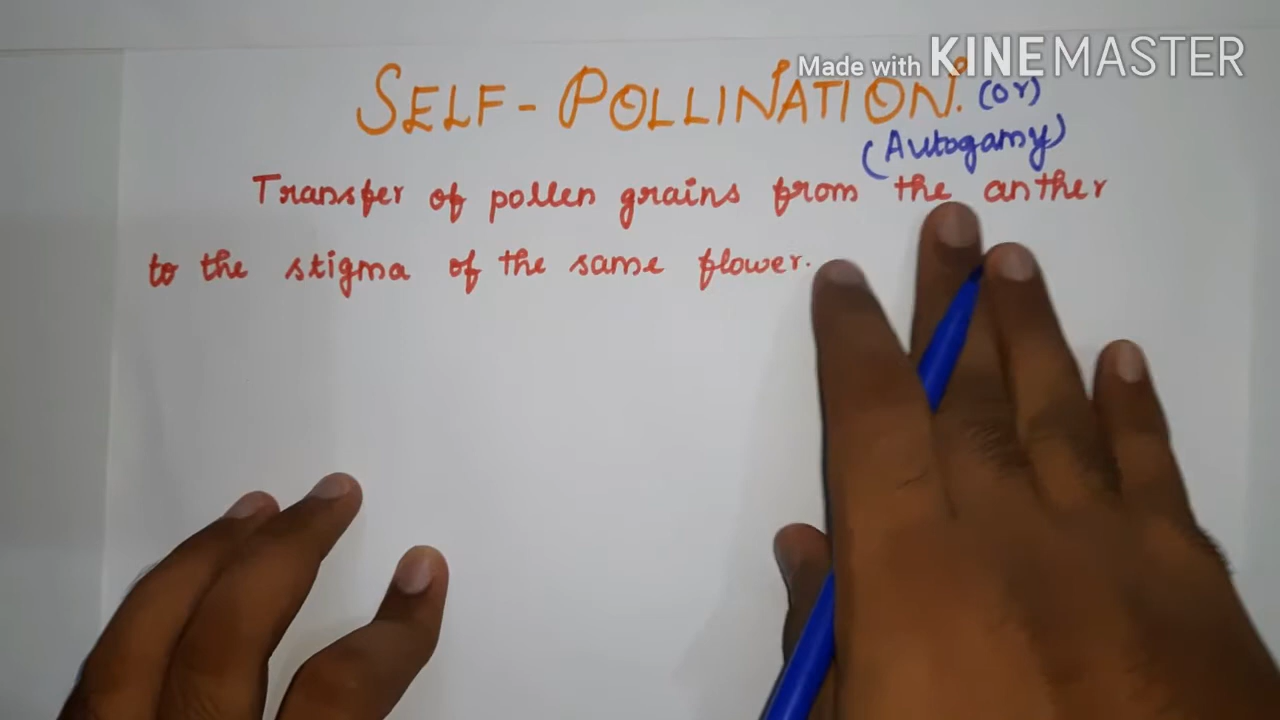 Made with KINEMASTER
SELF-POLLINATION. (or)
(Autogamy)
Transfer of pollen grains from the anther
to the stigma of the same flower.